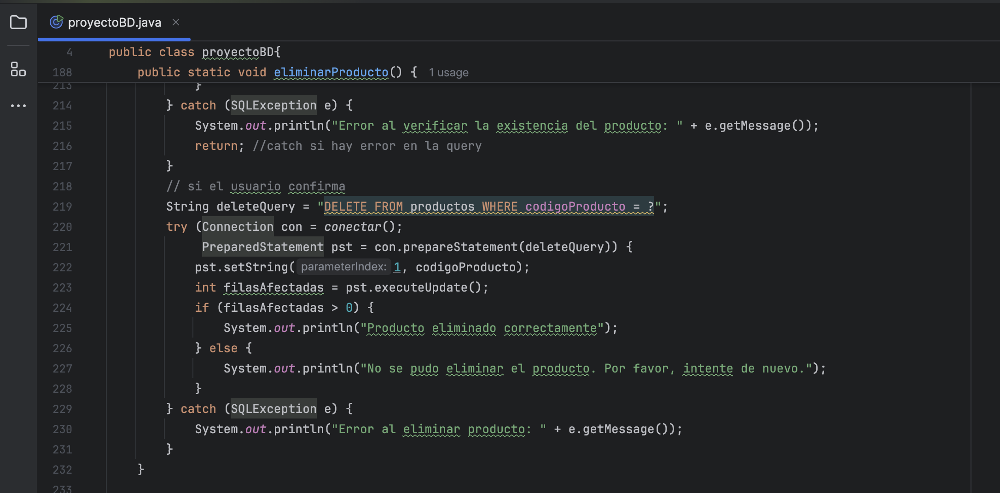 proyectoBD.java
4 public class proyectoBD{
188 public static void eliminarProducto() { 1 usage
213 }
214 } catch (SQLException e) {
215 System.out.println("Error al verificar la existencia del producto: " + e.getMessage());
216 return; //catch si hay error en la query
217 }
218 // si el usuario confirma
219 String deleteQuery = "DELETE FROM productos WHERE codigoProducto = ?";
220 try (Connection con = conectar();
221 PreparedStatement pst = con.prepareStatement(deleteQuery)) {
222 pst.setString( parameterIndex: 1, codigoProducto);
223 int filasAfectadas = pst.executeUpdate();
224 if (filasAfectadas > 0) {
225 System.out.println("Producto eliminado correctamente");
226 } else {
227 System.out.println("No se pudo eliminar el producto. Por favor, intente de nuevo.");
228 }
229 } catch (SQLException e) {
230 System.out.println("Error al eliminar producto: " + e.getMessage());
231 }
232 }
233